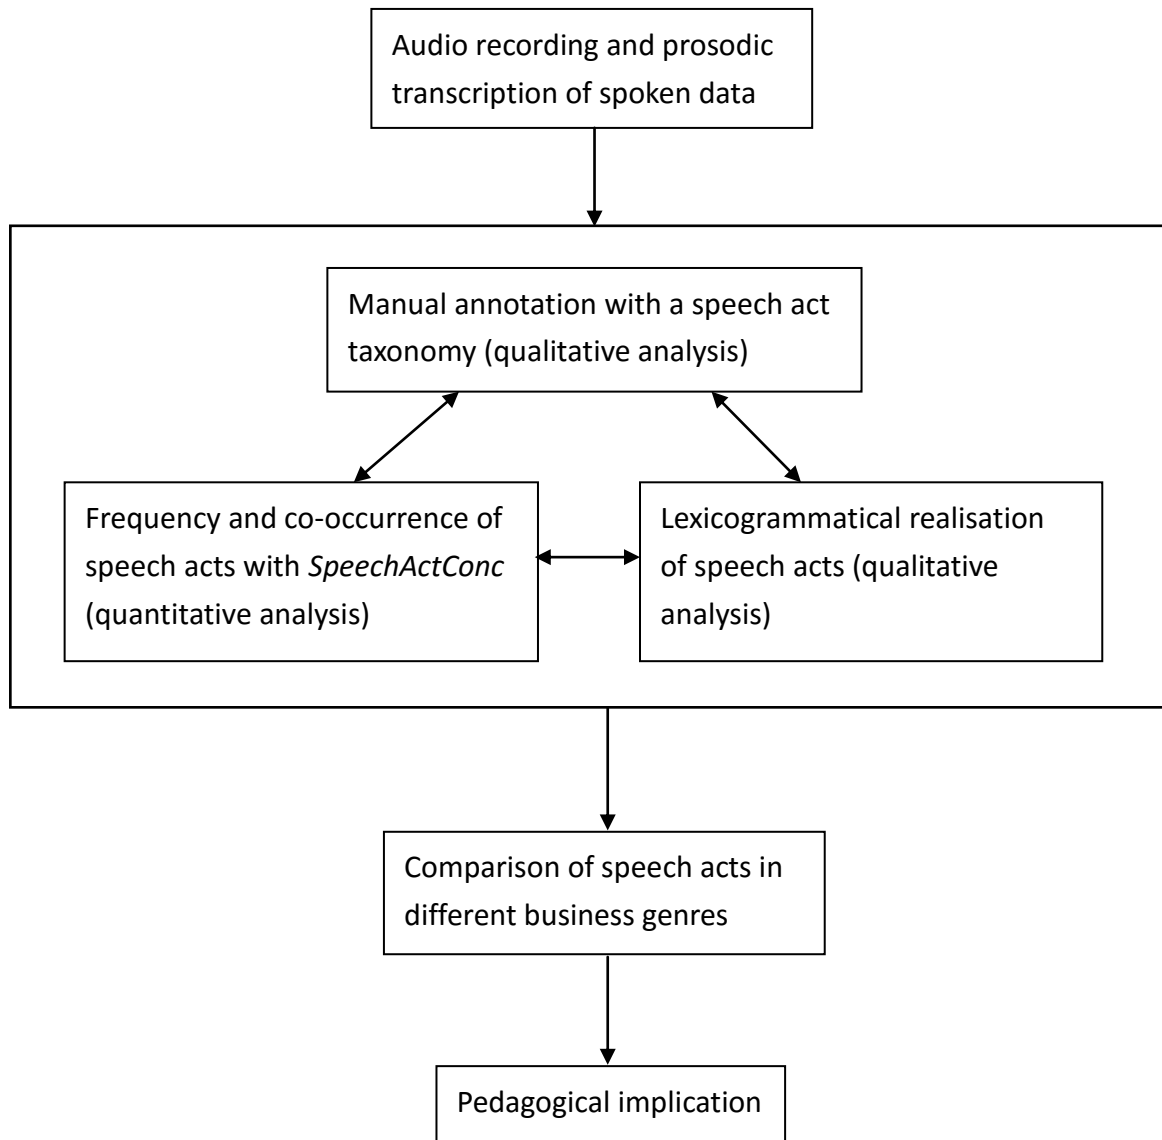 Audio recording and prosodic
transcription of spoken data
Manual annotation with a speech act
taxonomy (qualitative analysis)
Frequency and co-occurrence of
speech acts with SpeechActConc
(quantitative analysis)
Lexicogrammatical realisation
of speech acts (qualitative
analysis)
Comparison of speech acts in
different business genres
Pedagogical implication